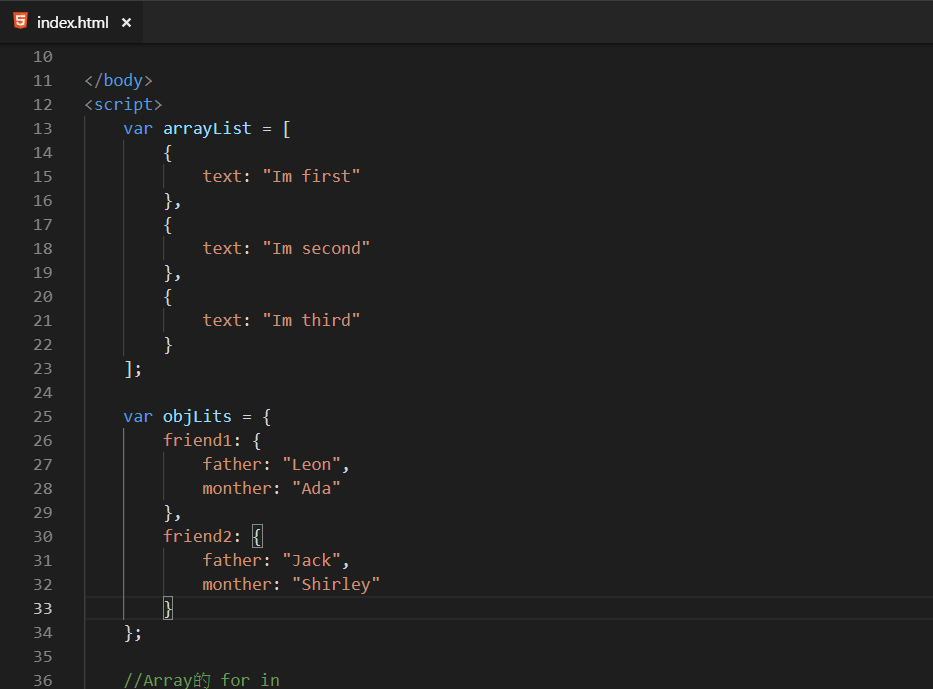 index.html ×
10
11 </body>
12 <script>
13 var arrayList = [
14 {
15 text: "Im first"
16 },
17 {
18 text: "Im second"
19 },
20 {
21 text: "Im third"
22 }
23 ];
24
25 var objLits = {
26 friend1: {
27 father: "Leon",
28 monther: "Ada"
29 },
30 friend2: {
31 father: "Jack",
32 monther: "Shirley"
33 }
34 };
35
36 //Array的 for in